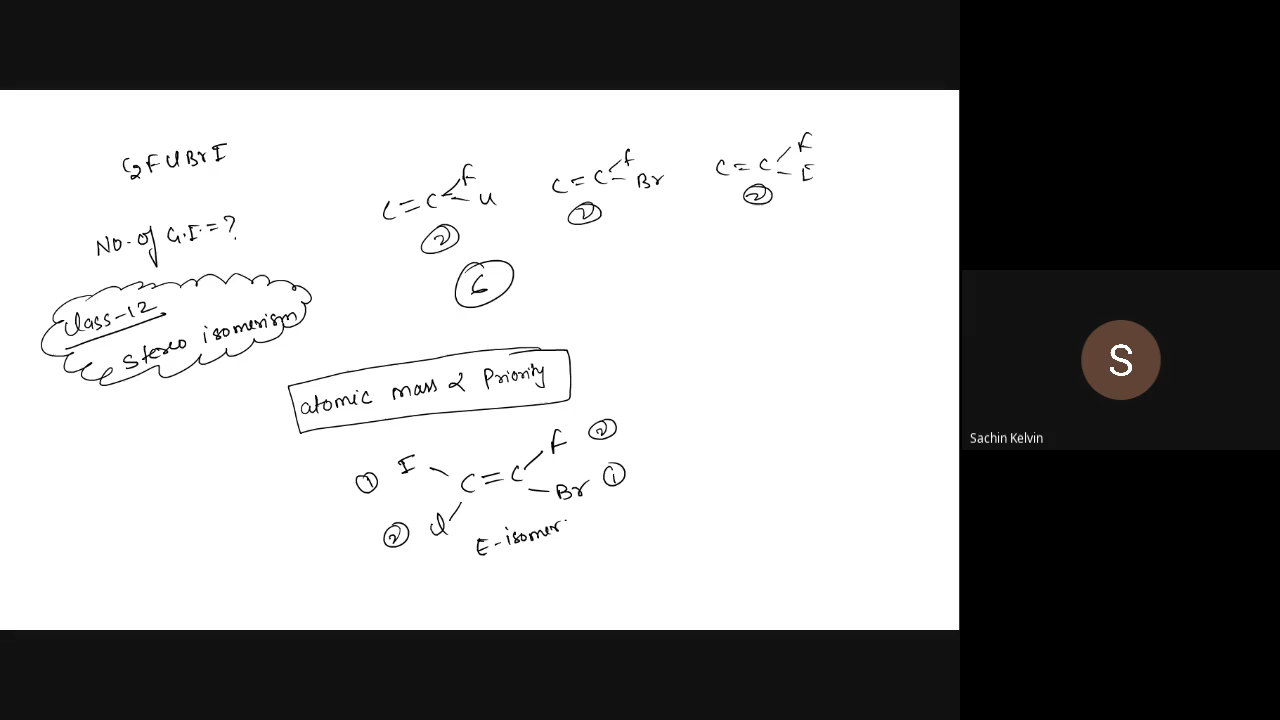 C2FClBrI
No. of G.I. = ?
Class-12
Stereo isomerism
C=C F Cl
②
C=C F Br
②
C=C F I
②
6
atomic mass α Priority
① I C=C F ②
② Cl Br ①
E-isomer.
S
Sachin Kelvin